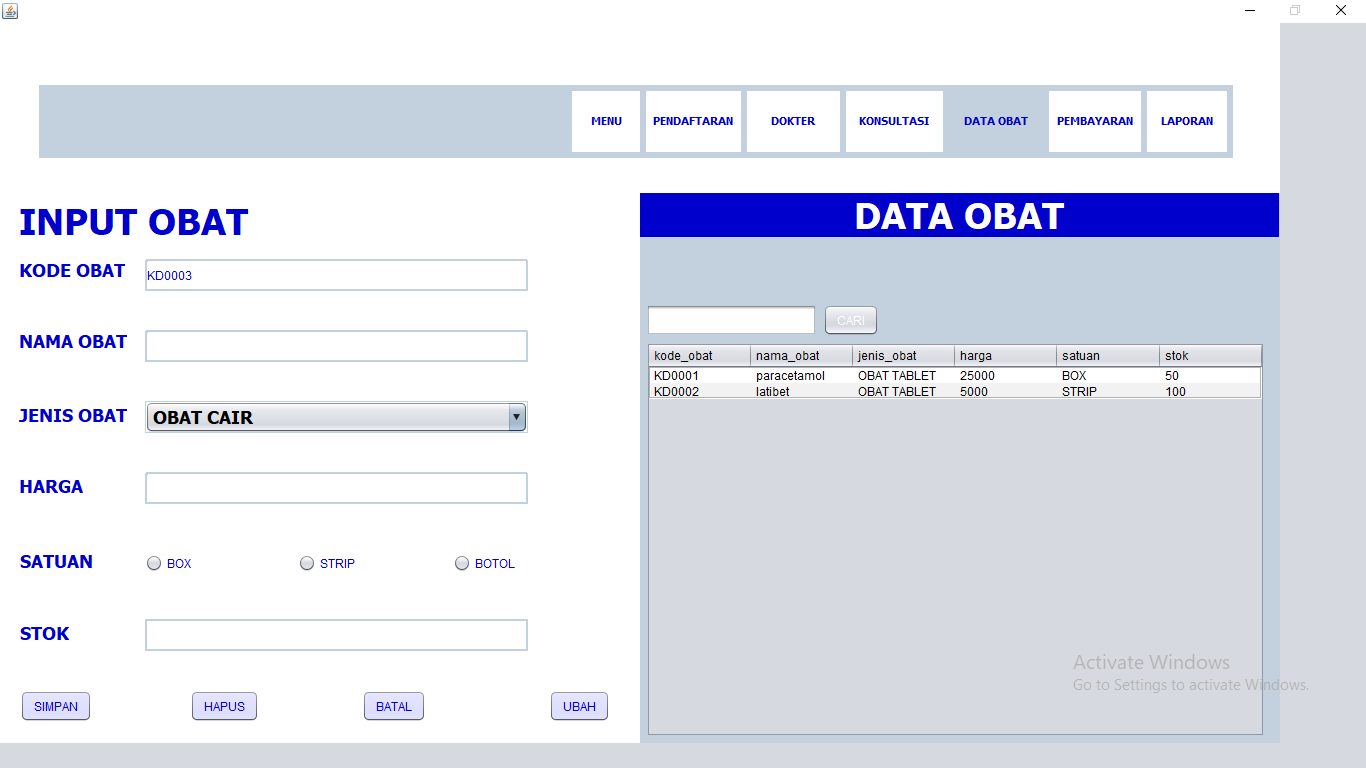 MENU PENDAFTARAN DOKTER KONSULTASI DATA OBAT PEMBAYARAN LAPORAN
INPUT OBAT
KODE OBAT KD0003
NAMA OBAT
JENIS OBAT OBAT CAIR
HARGA
SATUAN BOX STRIP BOTOL
STOK
SIMPAN HAPUS BATAL UBAH
DATA OBAT
CARI
kode_obat nama_obat jenis_obat harga satuan stok
KD0001 paracetamol OBAT TABLET 25000 BOX 50
KD0002 latibet OBAT TABLET 5000 STRIP 100
Activate Windows
Go to Settings to activate Windows.